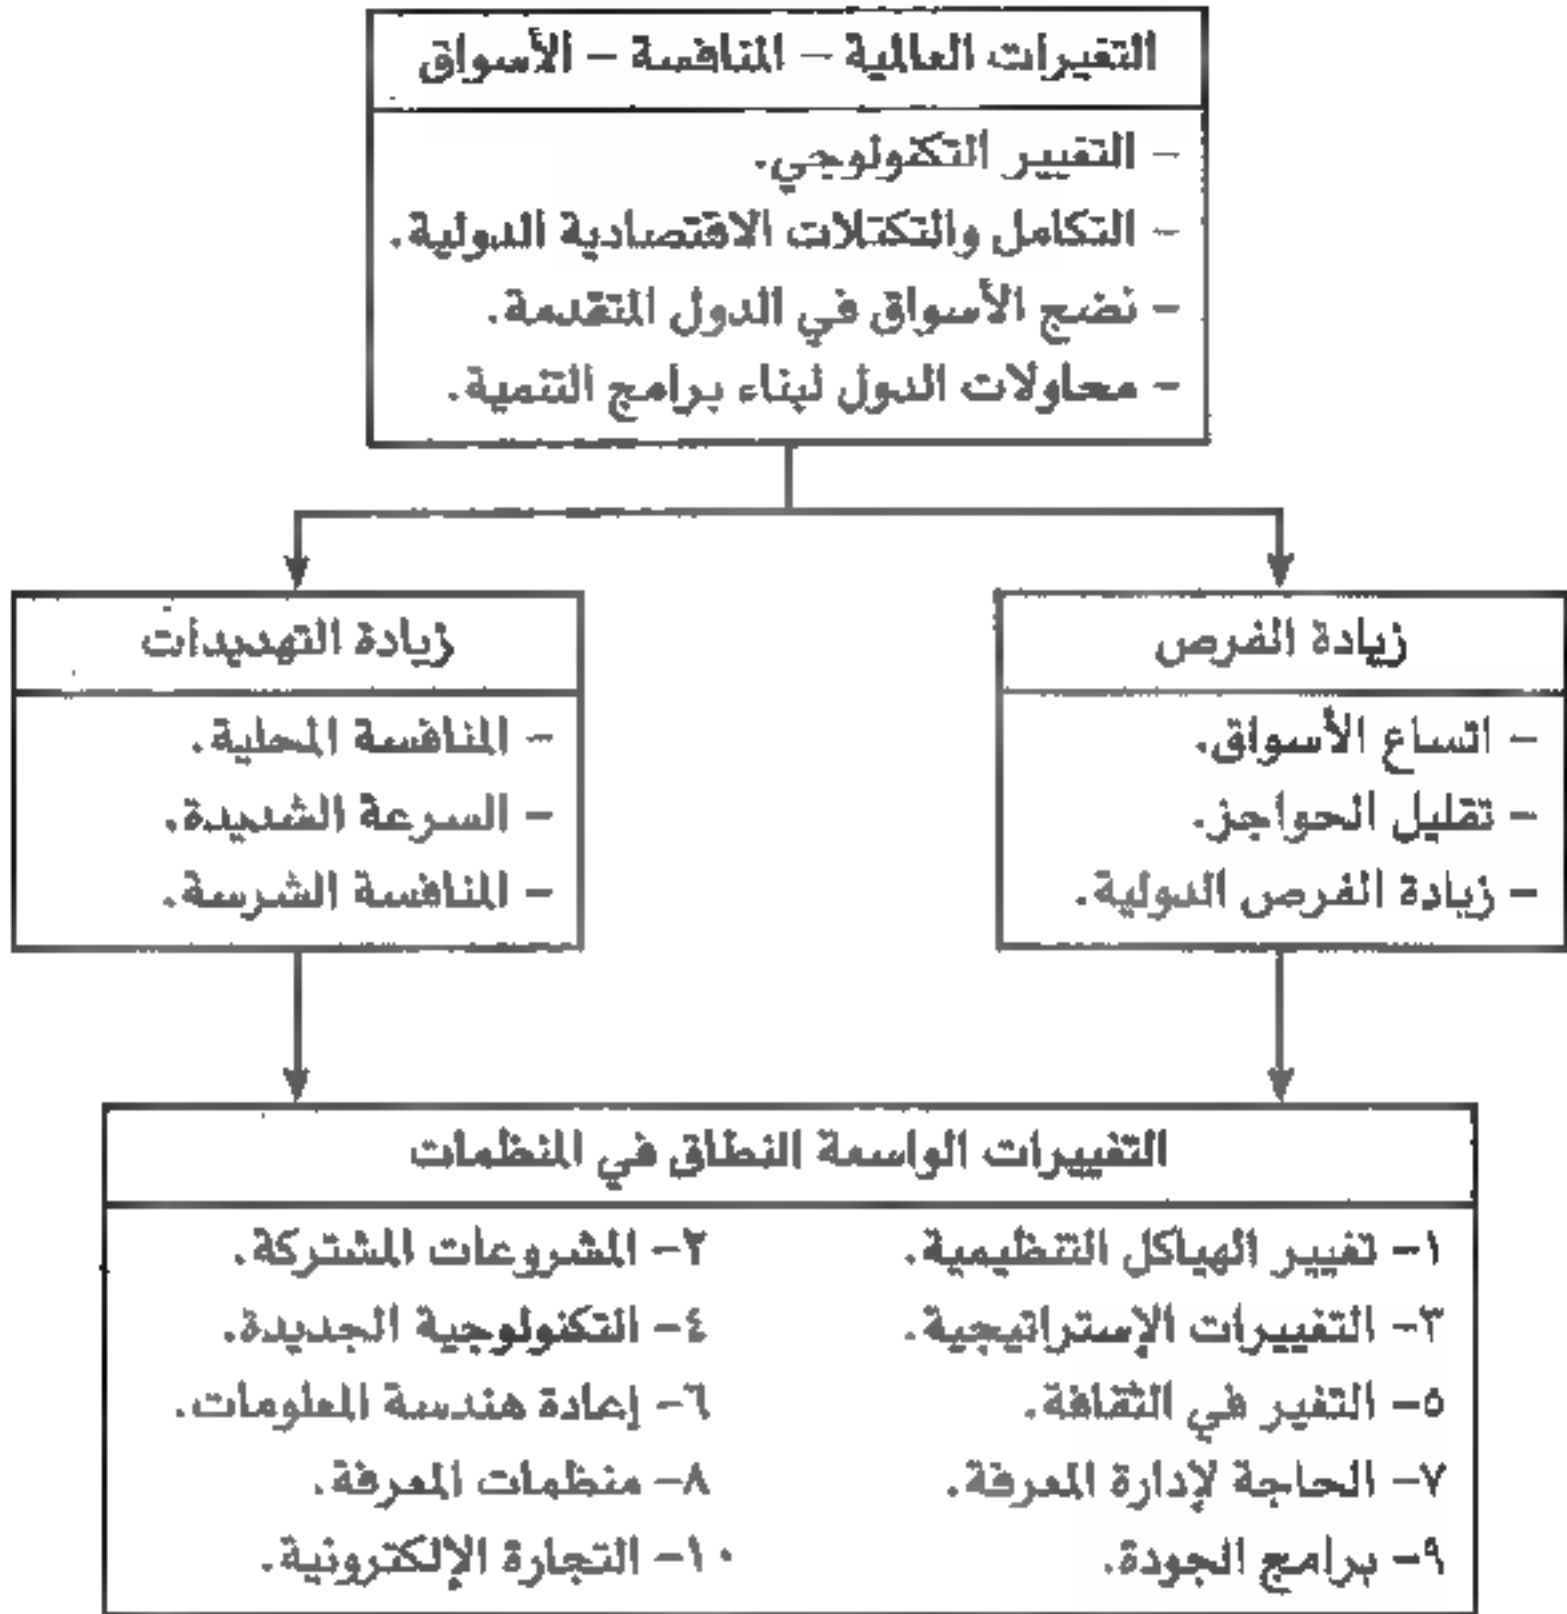 التغيرات العالمية – المنافسة – الأسواق
– التغيير التكنولوجي.
– التكامل والتكتلات الاقتصادية الدولية.
– نضج الأسواق في الدول المتقدمة.
– محاولات الدول لبناء برامج التنمية.
زيادة الفرص
– اتساع الأسواق.
– تقليل الحواجز.
– زيادة الفرص الدولية.
زيادة التهديدات
– المنافسة المحلية.
– السرعة الشديدة.
– المنافسة الشرسة.
التغييرات الواسعة النطاق في المنظمات
١– تغيير الهياكل التنظيمية.
٢– المشروعات المشتركة.
٣– التغييرات الإستراتيجية.
٤– التكنولوجية الجديدة.
٥– التغير في الثقافة.
٦– إعادة هندسة المعلومات.
٧– الحاجة لإدارة المعرفة.
٨– منظمات المعرفة.
٩– برامج الجودة.
١٠– التجارة الإلكترونية.